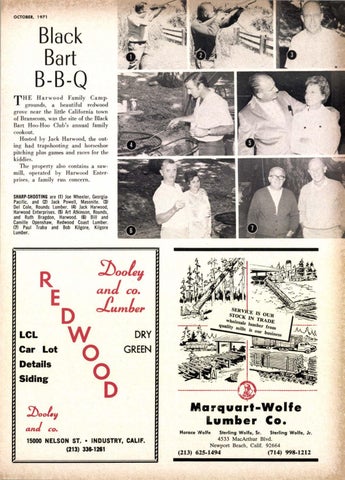 OCTOBER, 1971
Black
Bart
B-B-Q
THE Harwood Family Camp-
grounds, a beautiful redwood
grove near the little California town
of Branscom, was the site of the Black
Bart Hoo-Hoo Club's annual family
cookout.
Hosted by Jack Harwood, the out-
ing had trapshooting and horseshoe
pitching plus games and races for the
kiddies.
The property also contains a saw-
mill, operated by Harwood Enter-
prises, a family run concern.
SHARP-SHOOTING are (1) Joe Wheeler, Georgia-
Pacific, and (2) Jack Powell, Masonite. (3)
Del Cole, Rounds Lumber. (4) Jack Harwood,
Harwood Enterprises. (5) Art Atkinson, Rounds,
and Ruth Bragdon, Harwood. (6) Bill and
Camille Openshaw, Redwood Coast Lumber.
(7) Paul Truba and Bob Kilgore, Kilgore
Lumber.
1
2
3
4
5
6
7
Dooley
and co.
Lumber
REDWOOD
LCL
Car Lot
Details
Siding
DRY
GREEN
Dooley
and co.
15000 NELSON ST. • INDUSTRY, CALIF.
(213) 336-1261
SERVICE IS OUR
STOCK IN TRADE
wholesale lumber from
quality mills is our business
Marquart-Wolfe
Lumber Co.
Horace Wolfe Sterling Wolfe, Sr. Sterling Wolfe, Jr.
4533 MacArthur Blvd.
Newport Beach, Calif. 92664
(213) 625-1494 (714) 998-1212